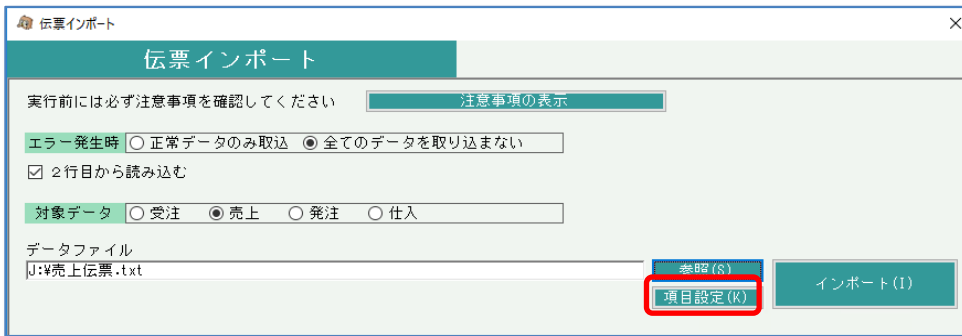 伝票インポート
伝票インポート
実行前には必ず注意事項を確認してください 注意事項の表示
エラー発生時 正常データのみ取込 全てのデータを取り込まない
２行目から読み込む
対象データ 受注 売上 発注 仕入
データファイル
J:¥売上伝票.txt 参照(S)
項目設定(K) インポート(I)